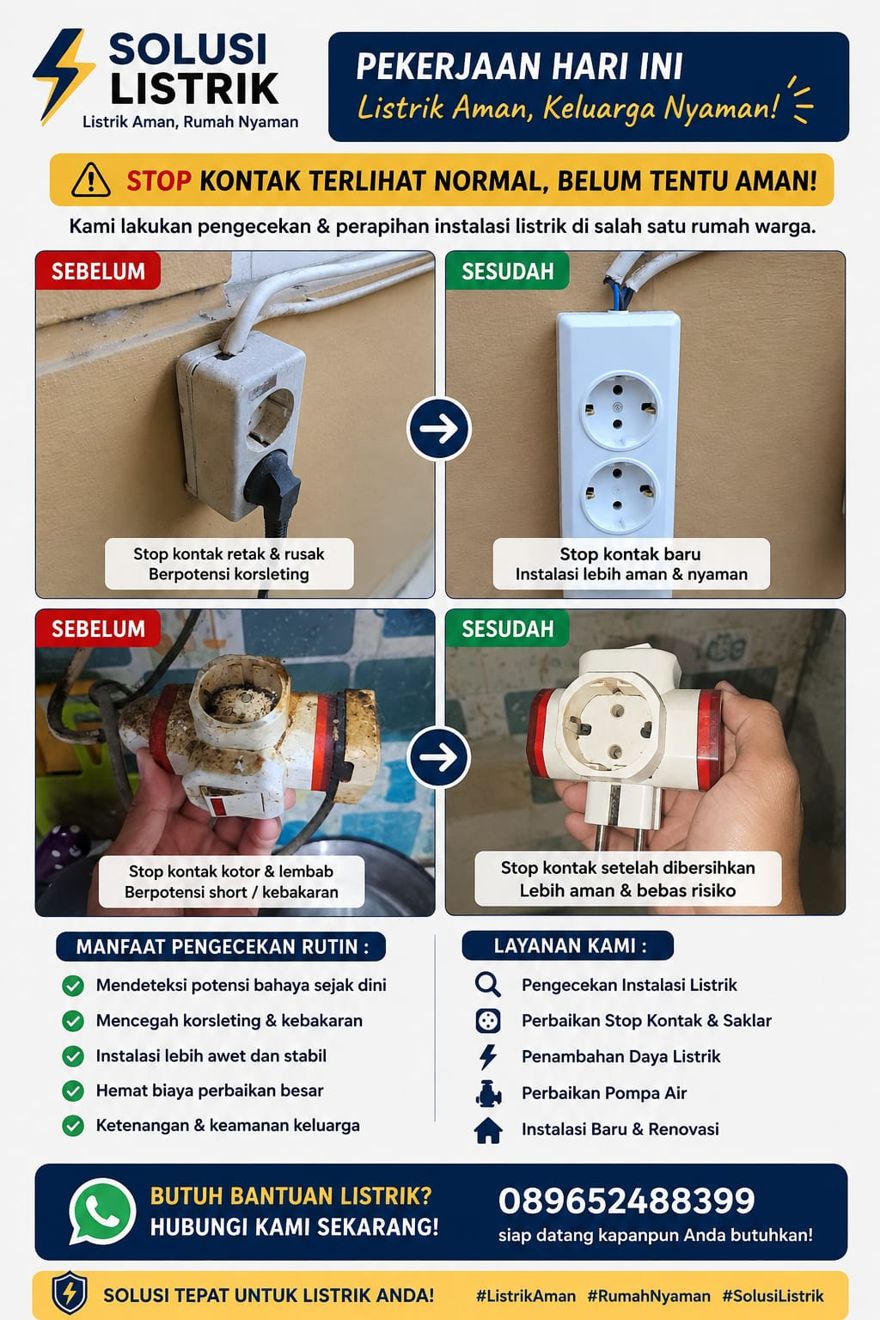 SOLUSI
LISTRIK
Listrik Aman, Rumah Nyaman
PEKERJAAN HARI INI
Listrik Aman, Keluarga Nyaman!
STOP KONTAK TERLIHAT NORMAL, BELUM TENTU AMAN!
Kami lakukan pengecekan & perapihan instalasi listrik di salah satu rumah warga.
SEBELUM
Stop kontak retak & rusak
Berpotensi korsleting
SESUDAH
Stop kontak baru
Instalasi lebih aman & nyaman
SEBELUM
Stop kontak kotor & lembab
Berpotensi short / kebakaran
SESUDAH
Stop kontak setelah dibersihkan
Lebih aman & bebas risiko
MANFAAT PENGECEKAN RUTIN :
Mendeteksi potensi bahaya sejak dini
Mencegah korsleting & kebakaran
Instalasi lebih awet dan stabil
Hemat biaya perbaikan besar
Ketenangan & keamanan keluarga
LAYANAN KAMI :
Pengecekan Instalasi Listrik
Perbaikan Stop Kontak & Saklar
Penambahan Daya Listrik
Perbaikan Pompa Air
Instalasi Baru & Renovasi
BUTUH BANTUAN LISTRIK?
HUBUNGI KAMI SEKARANG!
089652488399
siap datang kapanpun Anda butuhkan!
SOLUSI TEPAT UNTUK LISTRIK ANDA!
#ListrikAman #RumahNyaman #SolusiListrik